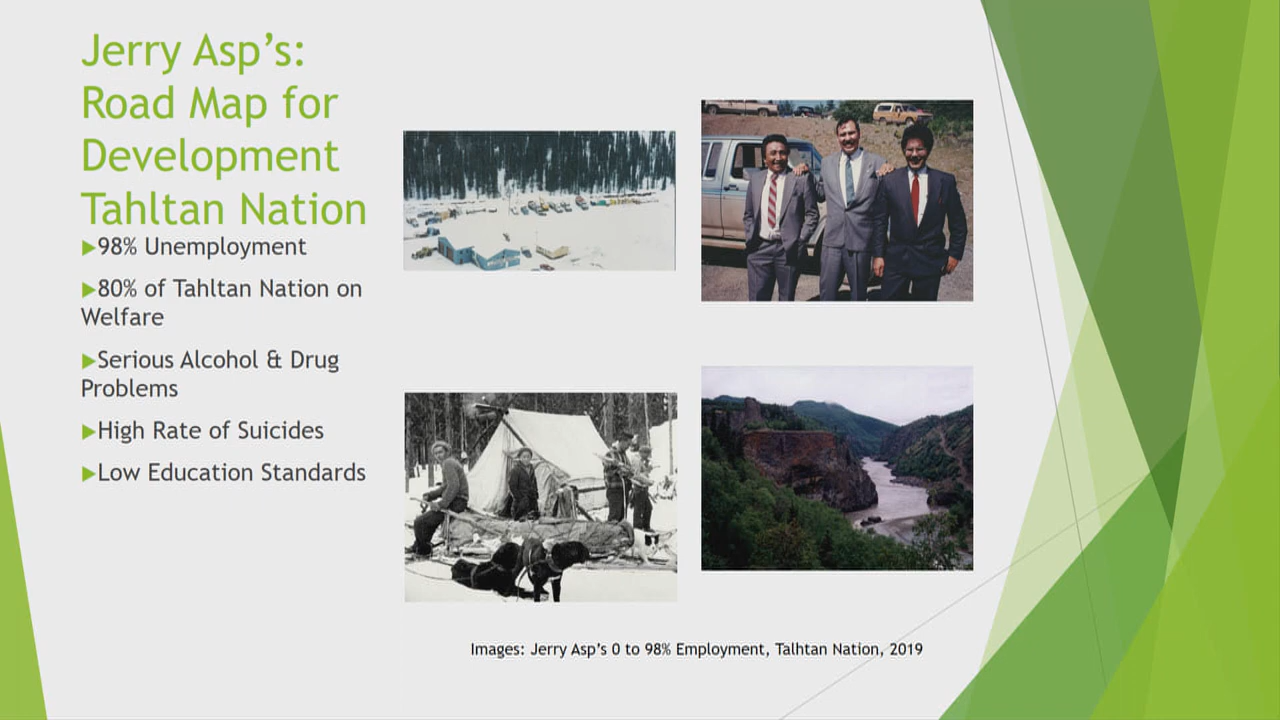 Jerry Asp’s:
Road Map for
Development
Tahltan Nation
98% Unemployment
80% of Tahltan Nation on
Welfare
Serious Alcohol & Drug
Problems
High Rate of Suicides
Low Education Standards
Images: Jerry Asp’s 0 to 98% Employment, Talhtan Nation, 2019